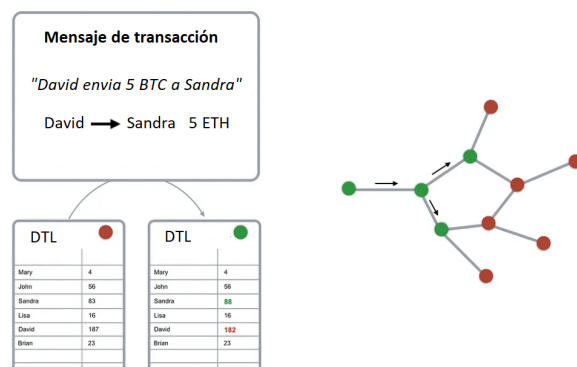 Mensaje de transacción
"David envia 5 BTC a Sandra"
David Sandra 5 ETH
DTL
Mary 4
John 56
Sandra 83
Lisa 16
David 187
Brian 23
DTL
Mary 4
John 56
Sandra 88
Lisa 16
David 182
Brian 23